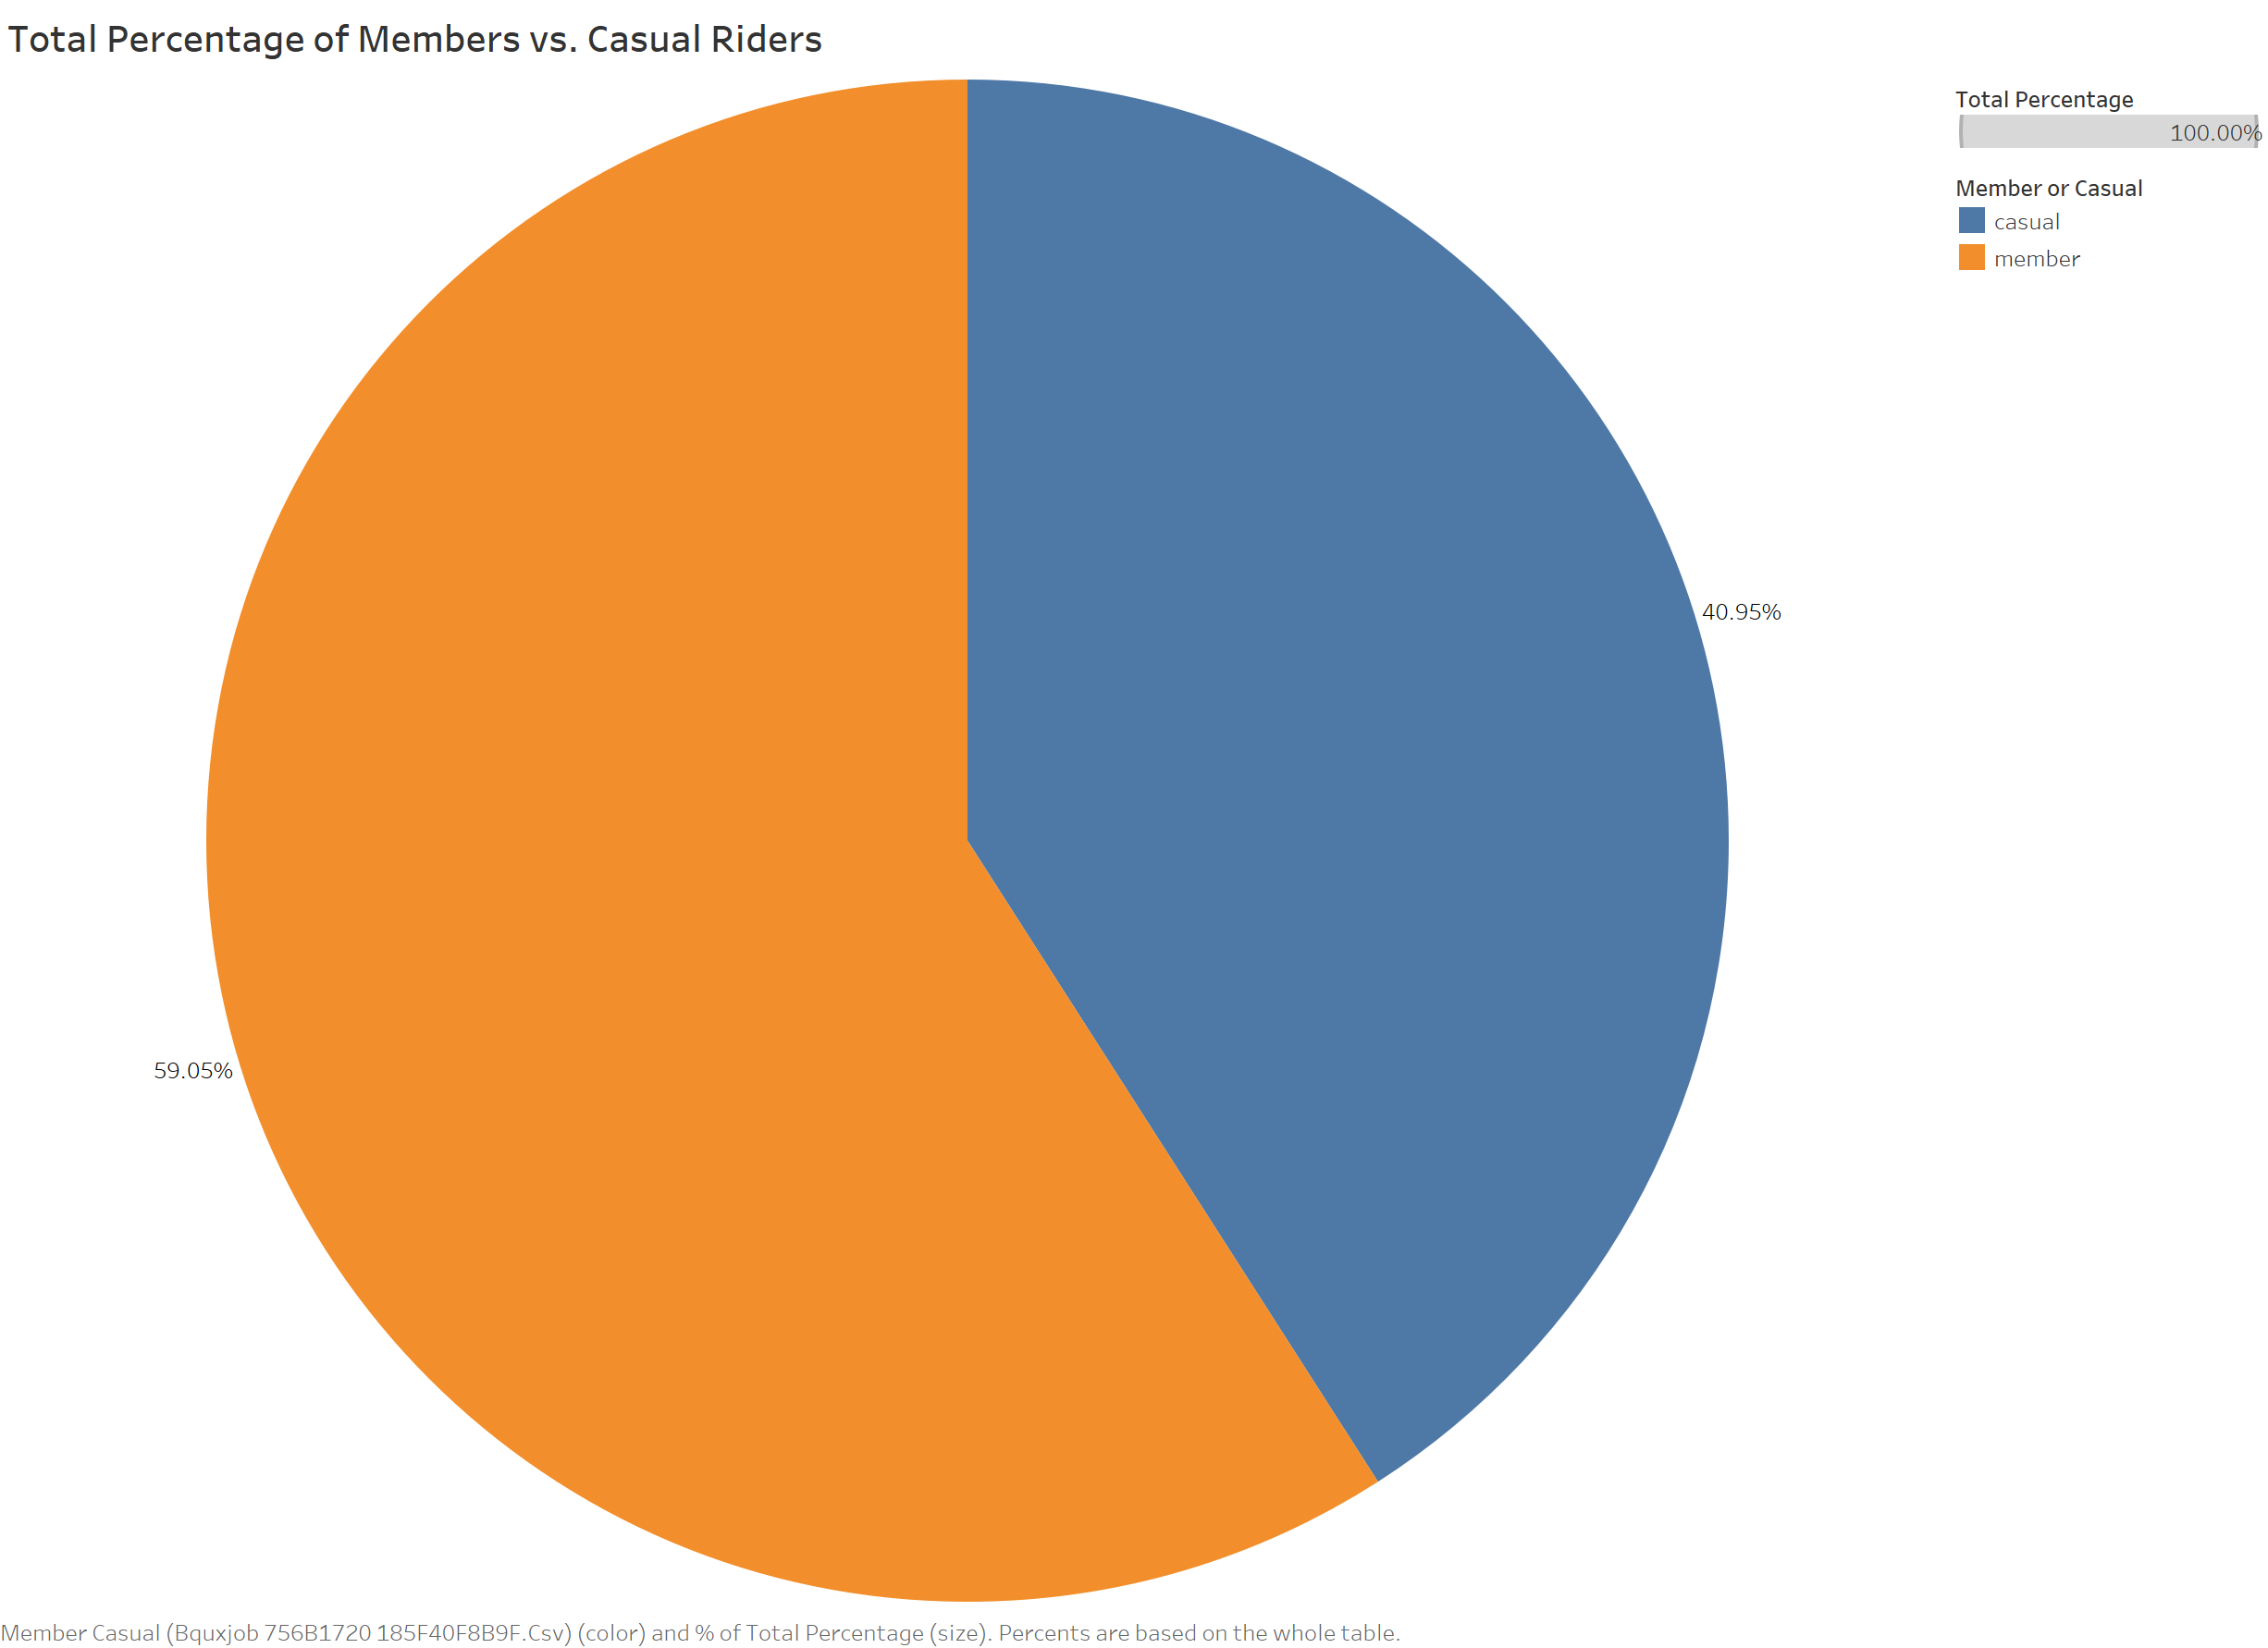 Total Percentage of Members vs. Casual Riders
Total Percentage
100.00%
Member or Casual
casual
member
40.95%
59.05%
Member Casual (Bquxjob 756B1720 185F40F8B9F.Csv) (color) and % of Total Percentage (size). Percents are based on the whole table.